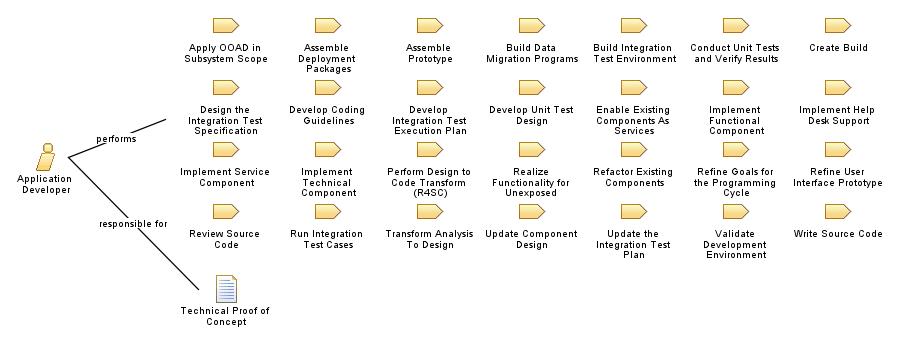 Apply OOAD in
Subsystem Scope
Assemble
Deployment
Packages
Assemble
Prototype
Build Data
Migration Programs
Build Integration
Test Environment
Conduct Unit Tests
and Verify Results
Create Build
Design the
Integration Test
Specification
Develop Coding
Guidelines
Develop
Integration Test
Execution Plan
Develop Unit Test
Design
Enable Existing
Components As
Services
Implement
Functional
Component
Implement Help
Desk Support
performs
Application
Developer
Implement Service
Component
Implement
Technical
Component
Perform Design to
Code Transform
(R4SC)
Realize
Functionality for
Unexposed
Refactor Existing
Components
Refine Goals for
the Programming
Cycle
Refine User
Interface Prototype
responsible for
Review Source
Code
Run Integration
Test Cases
Transform Analysis
To Design
Update Component
Design
Update the
Integration Test
Plan
Validate
Development
Environment
Write Source Code
Technical Proof of
Concept